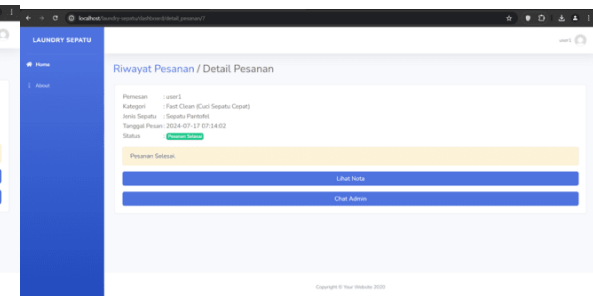 localhost/laundry-sepatu/dashboard/detail_pesanan/7
LAUNDRY SEPATU
user1
Home
About
Riwayat Pesanan / Detail Pesanan
Pemesan : user1
Kategori : Fast Clean (Cuci Sepatu Cepat)
Jenis Sepatu : Sepatu Pantofel
Tanggal Pesan : 2024-07-17 07:14:02
Status : Pesanan Selesai
Pesanan Selesai.
Lihat Nota
Chat Admin
Copyright © Your Website 2020